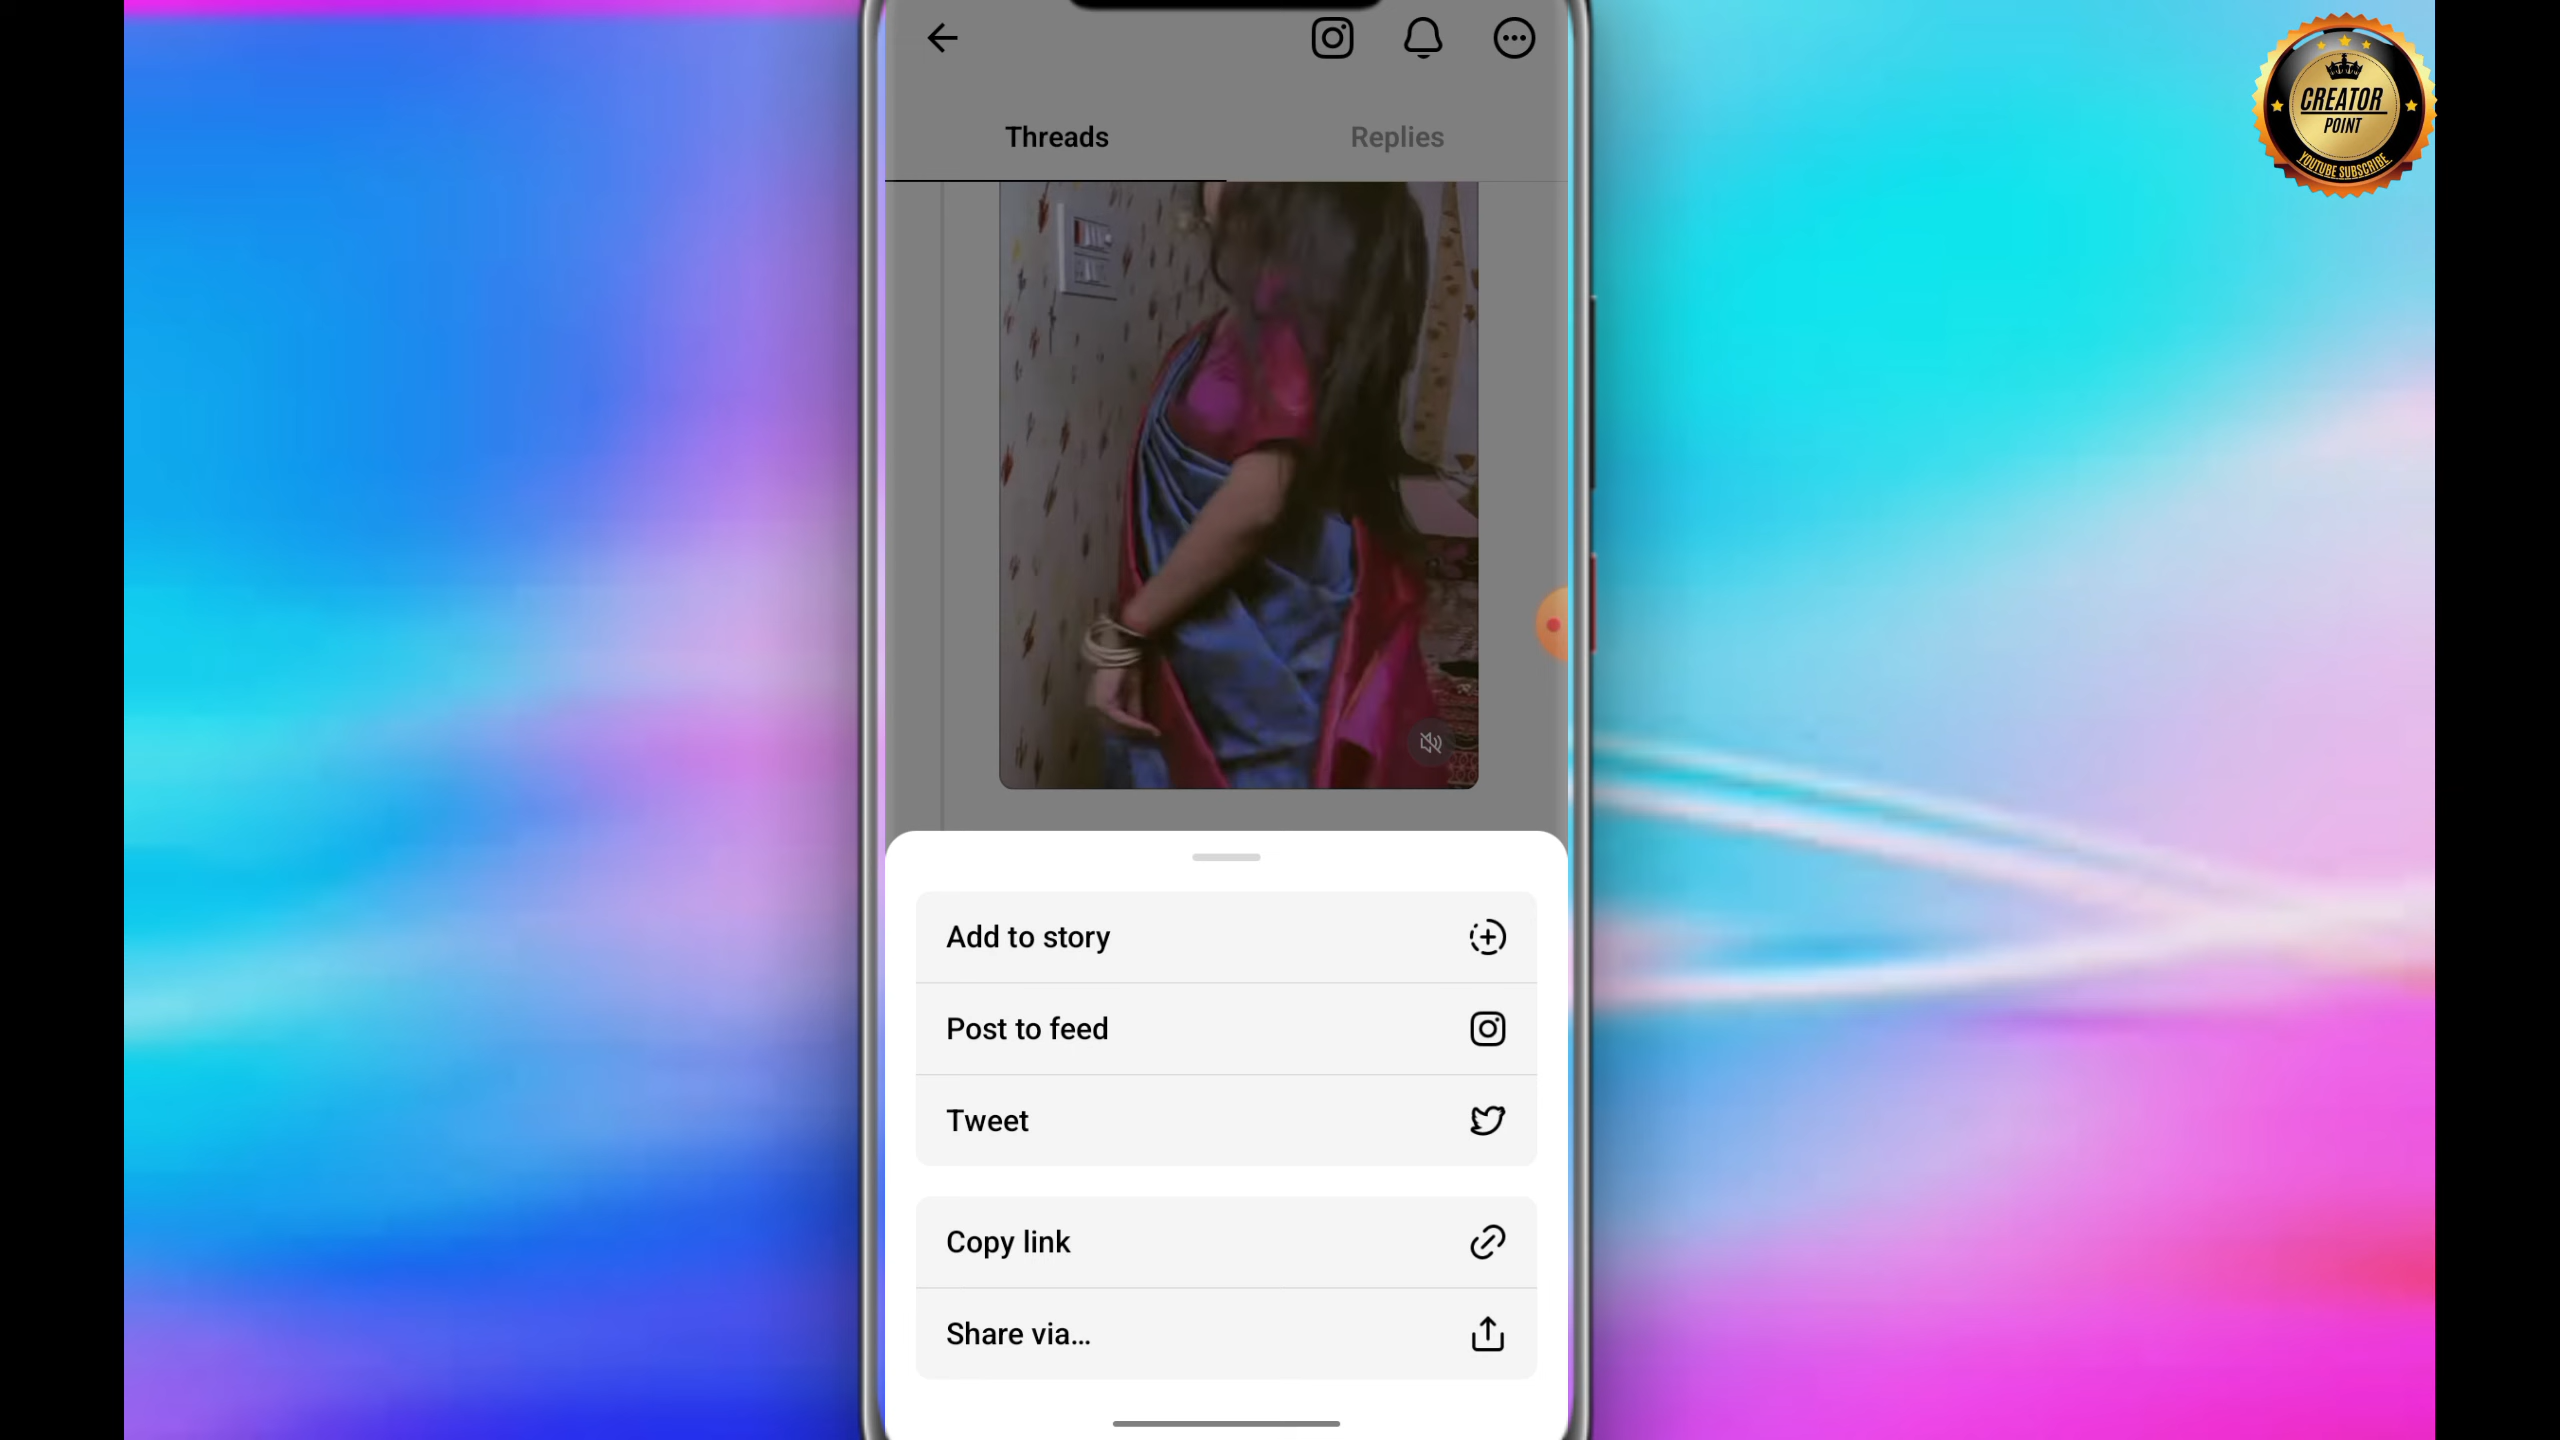 Threads
Replies
CREATOR
POINT
YOUTUBE SUBSCRIBE
Add to story
Post to feed
Tweet
Copy link
Share via...